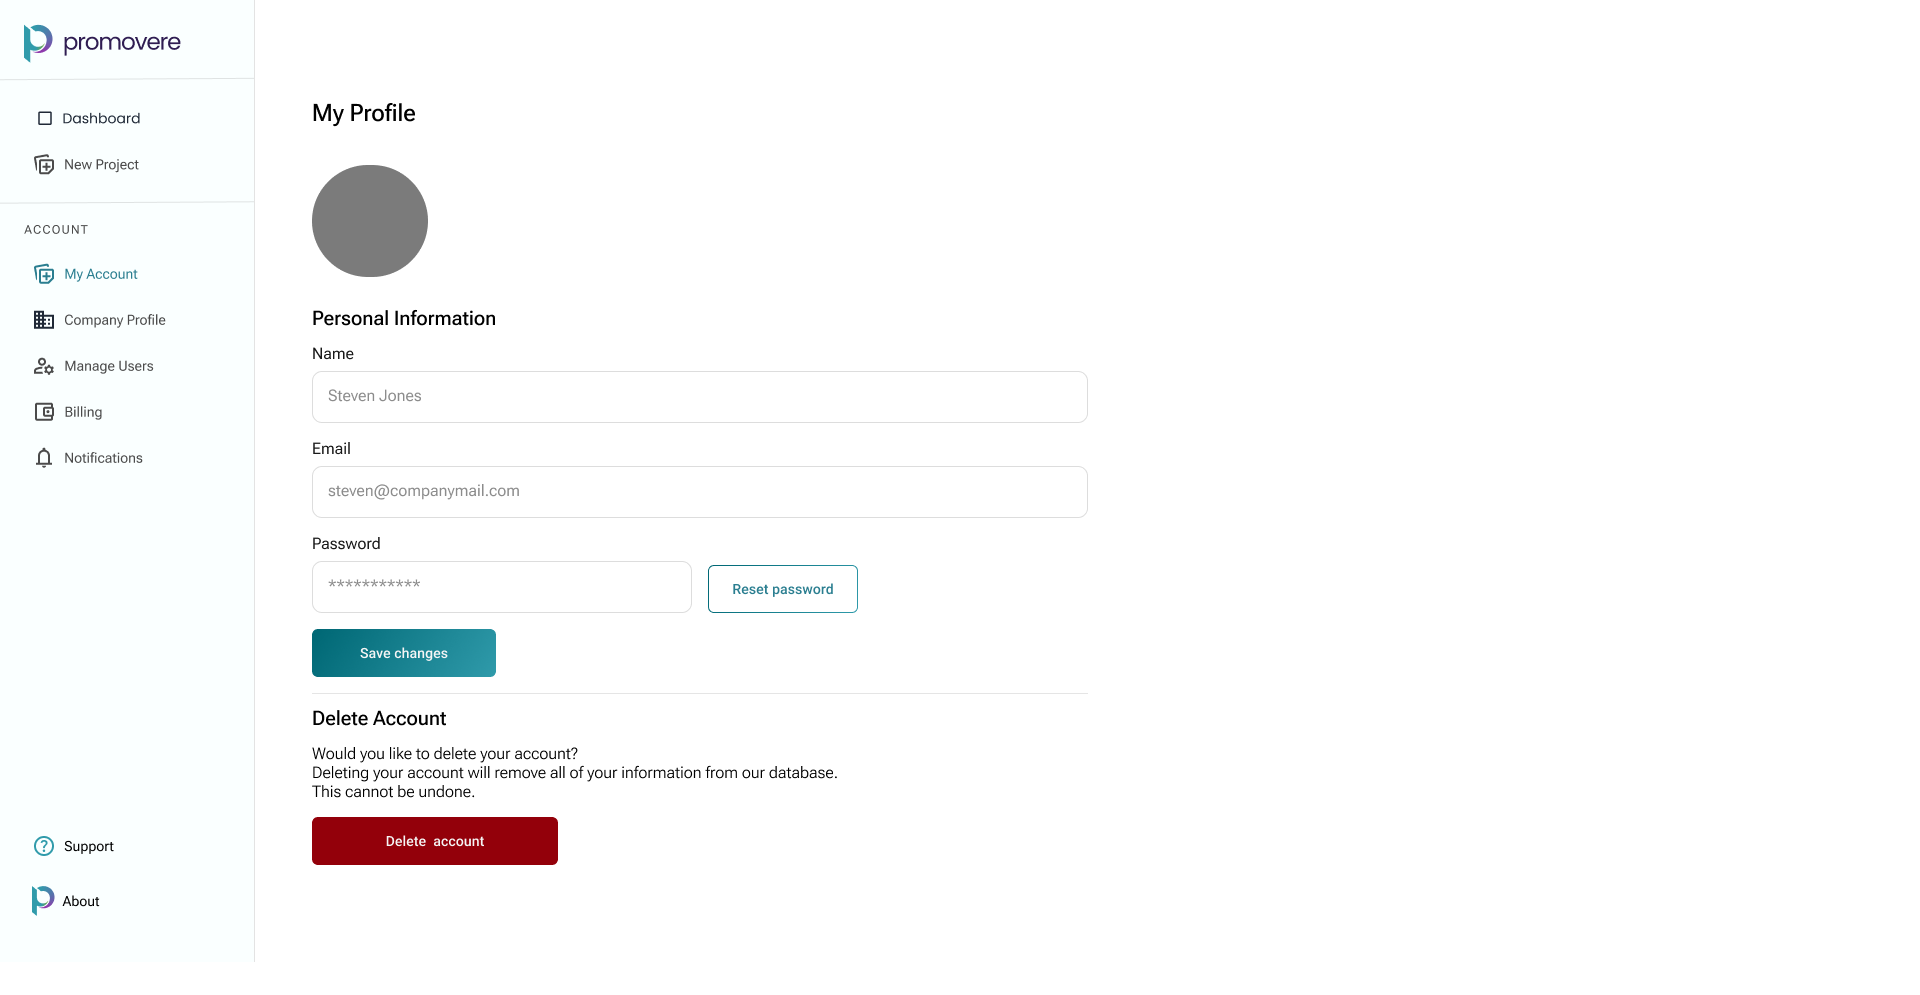 promovere
Dashboard
New Project
ACCOUNT
My Account
Company Profile
Manage Users
Billing
Notifications
Support
About
My Profile
Personal Information
Name
Steven Jones
Email
steven@companymail.com
Password
***********
Reset password
Save changes
Delete Account
Would you like to delete your account?
Deleting your account will remove all of your information from our database.
This cannot be undone.
Delete account